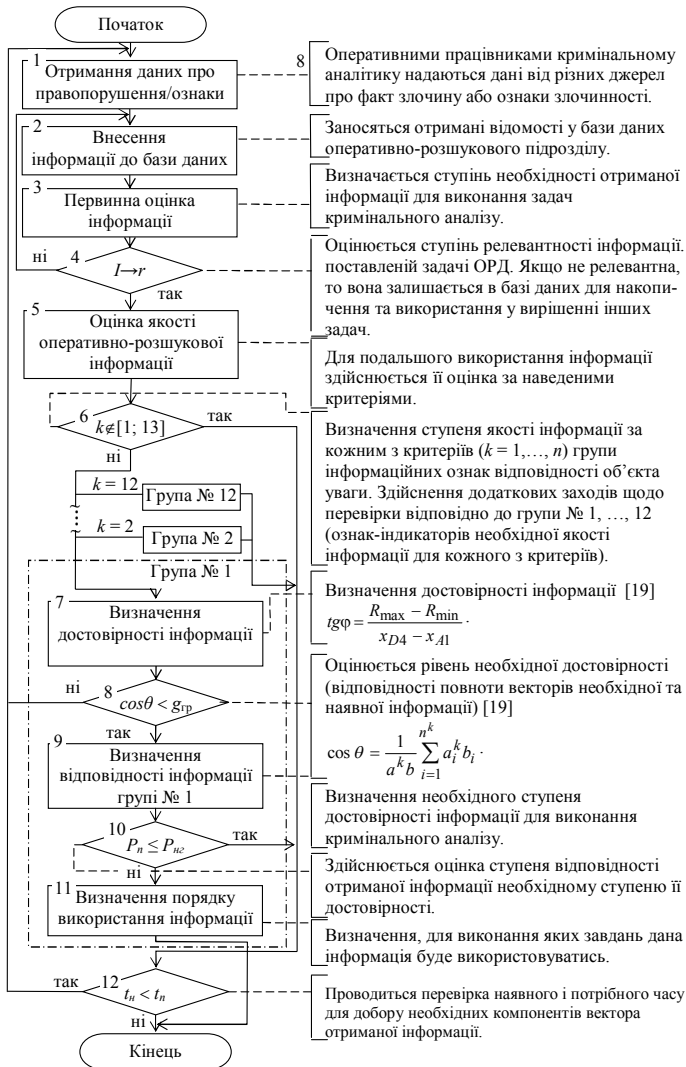 Початок
1
Отримання даних про
правопорушення/ознаки
8
Оперативними працівниками кримінальному
аналітику надаються дані від різних джерел
про факт злочину або ознаки злочинності.
2
Внесення
інформації до бази даних
Заносяться отримані відомості у бази даних
оперативно-розшукового підрозділу.
3
Первинна оцінка
інформації
Визначається ступінь необхідності отриманої
інформації для виконання задач
кримінального аналізу.
ні
4
I→r
так
Оцінюється ступінь релевантності інформації.
поставленій задачі ОРД. Якщо не релевантна,
то вона залишається в базі даних для накопи-
чення та використання у вирішенні інших
задач.
5
Оцінка якості
оперативно-розшукової
інформації
Для подальшого використання інформації
здійснюється її оцінка за наведеними
критеріями.
6
k∉[1; 13]
так
ні
Визначення ступеня якості інформації за
кожним з критеріїв (k = 1,…, n) групи
інформаційних ознак відповідності об’єкта
уваги. Здійснення додаткових заходів щодо
перевірки відповідно до групи № 1, …, 12
(ознак-індикаторів необхідної якості
інформації для кожного з критеріїв).
k = 12
Група № 12
k = 2
Група № 2
Група № 1
7
Визначення
достовірності інформації
Визначення достовірності інформації [19]
tgφ = (R_max − R_min) / (x_D4 − x_A1) .
ні
8
cosθ < g_гр
так
Оцінюється рівень необхідної достовірності
(відповідності повноти векторів необхідної та
наявної інформації) [19]
cos θ = 1/(a^k b) ∑_{i=1}^{n^k} a_i^k b_i .
9
Визначення
відповідності інформації
групі № 1
Визначення необхідного ступеня
достовірності інформації для виконання
кримінального аналізу.
10
P_п ≤ P_нг
так
ні
Здійснюється оцінка ступеня відповідності
отриманої інформації необхідному ступеню її
достовірності.
11
Визначення порядку
використання інформації
Визначення, для виконання яких завдань дана
інформація буде використовуватись.
так
12
t_н < t_п
ні
Проводиться перевірка наявного і потрібного часу
для добору необхідних компонентів вектора
отриманої інформації.
Кінець